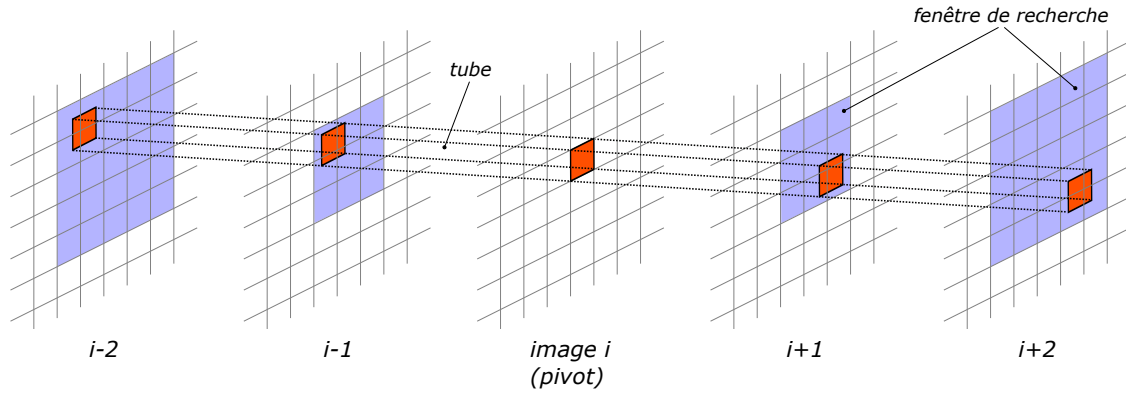 fenêtre de recherche
tube
i-2
i-1
image i
(pivot)
i+1
i+2